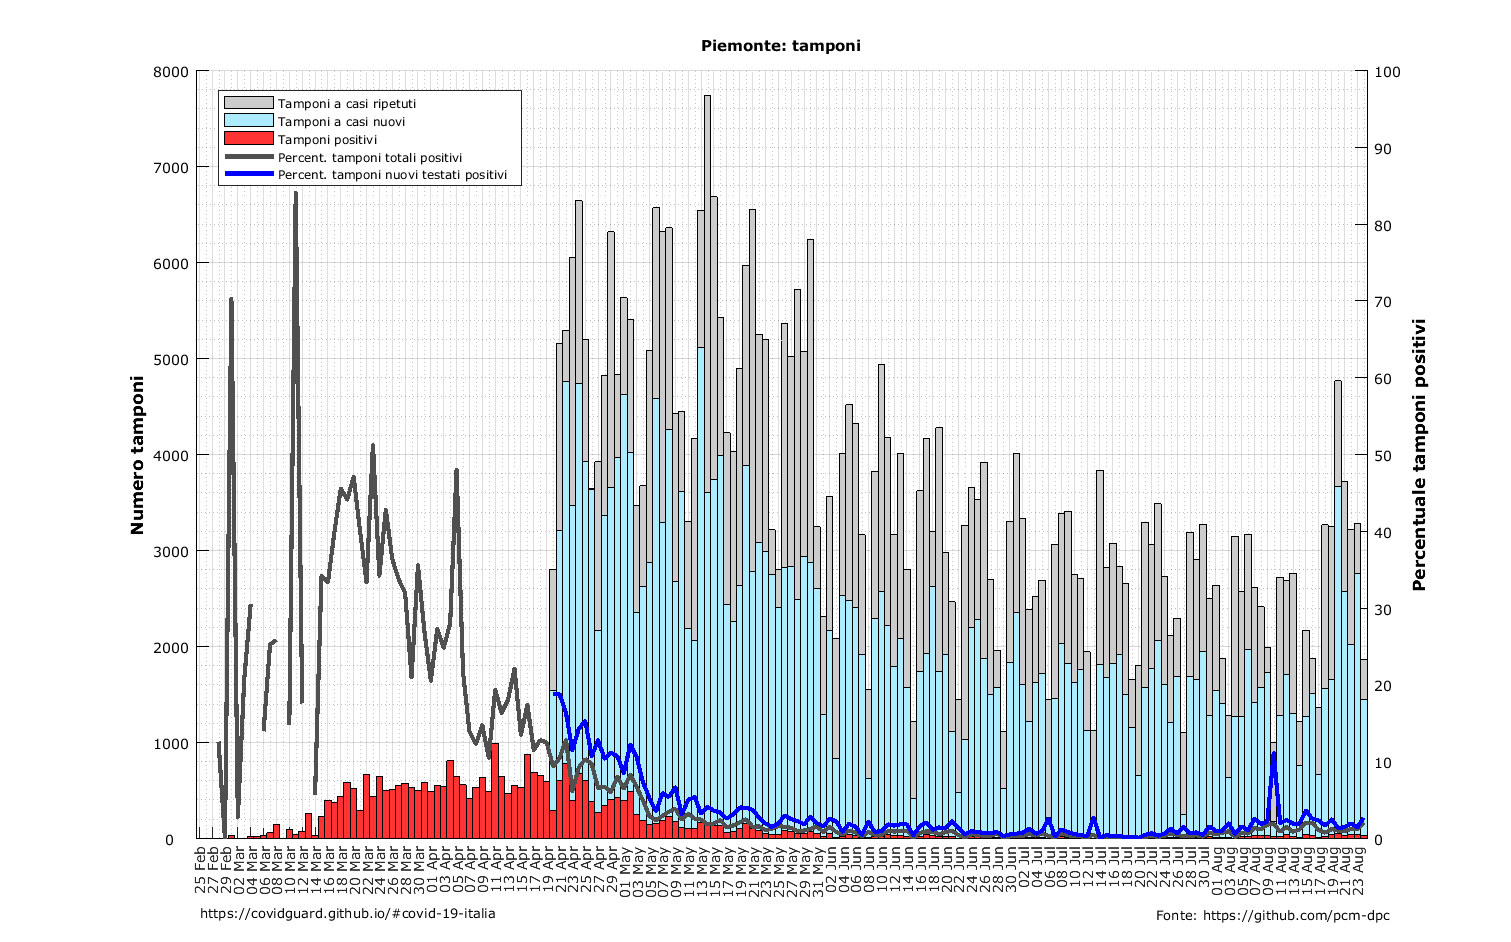 Piemonte: tamponi
8000
7000
6000
5000
4000
3000
2000
1000
0
100
90
80
70
60
50
40
30
20
10
0
Tamponi a casi ripetuti
Tamponi a casi nuovi
Tamponi positivi
Percent. tamponi totali positivi
Percent. tamponi nuovi testati positivi
Numero tamponi
Percentuale tamponi positivi
25 Feb
27 Feb
29 Feb
02 Mar
04 Mar
06 Mar
08 Mar
10 Mar
12 Mar
14 Mar
16 Mar
18 Mar
20 Mar
22 Mar
24 Mar
26 Mar
28 Mar
30 Mar
01 Apr
03 Apr
05 Apr
07 Apr
09 Apr
11 Apr
13 Apr
15 Apr
17 Apr
19 Apr
21 Apr
23 Apr
25 Apr
27 Apr
29 Apr
01 May
03 May
05 May
07 May
09 May
11 May
13 May
15 May
17 May
19 May
21 May
23 May
25 May
27 May
29 May
31 May
02 Jun
04 Jun
06 Jun
08 Jun
10 Jun
12 Jun
14 Jun
16 Jun
18 Jun
20 Jun
22 Jun
24 Jun
26 Jun
28 Jun
30 Jun
02 Jul
04 Jul
06 Jul
08 Jul
10 Jul
12 Jul
14 Jul
16 Jul
18 Jul
20 Jul
22 Jul
24 Jul
26 Jul
28 Jul
30 Jul
01 Aug
03 Aug
05 Aug
07 Aug
09 Aug
11 Aug
13 Aug
15 Aug
17 Aug
19 Aug
21 Aug
23 Aug
https://covidguard.github.io/#covid-19-italia
Fonte: https://github.com/pcm-dpc